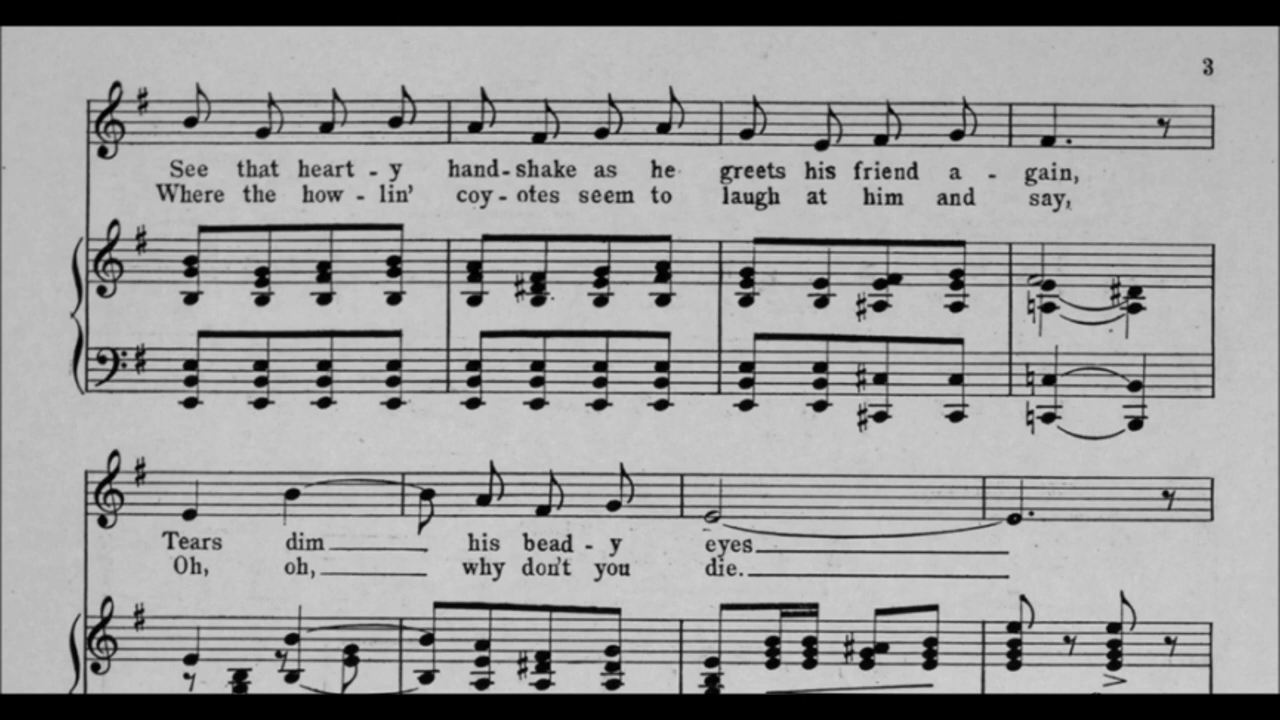 3
See that heart - y hand - shake as he greets his friend a - gain,
Where the how - lin' coy - otes seem to laugh at him and say,
Tears dim his bead - y eyes
Oh, oh, why don't you die.